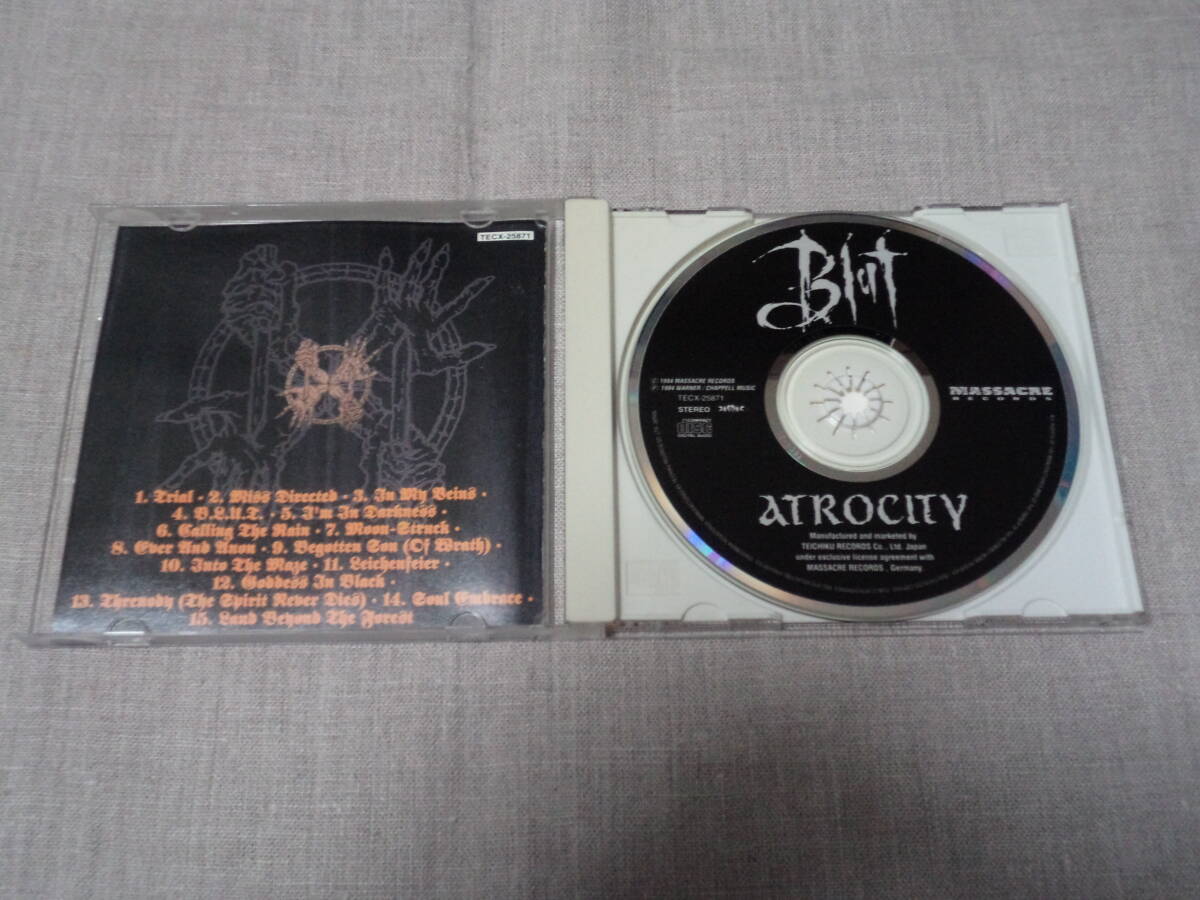 TECX-25871
1. Trial · 2. Miss Directed · 3. In My Veins ·
4. B.L.U.T. · 5. I'm In Darkness ·
6. Calling The Rain · 7. Moon-Struck ·
8. Ever And Anon · 9. Begotten Son (Of Wrath) ·
10. Into The Maze · 11. Leichenfeier ·
12. Goddess In Black ·
13. Threnody (The Spirit Never Dies) · 14. Soul Embrace ·
15. Land Beyond The Forest
Blut
1994 MASSACRE RECORDS
1994 WARNER / CHAPPELL MUSIC
TECX-25871
STEREO
COMPACT
disc
DIGITAL AUDIO
MASSACRE
RECORDS
ATROCITY
Manufactured and marketed by
TEICHIKU RECORDS Co., Ltd. Japan
under exclusive license agreement with
MASSACRE RECORDS , Germany